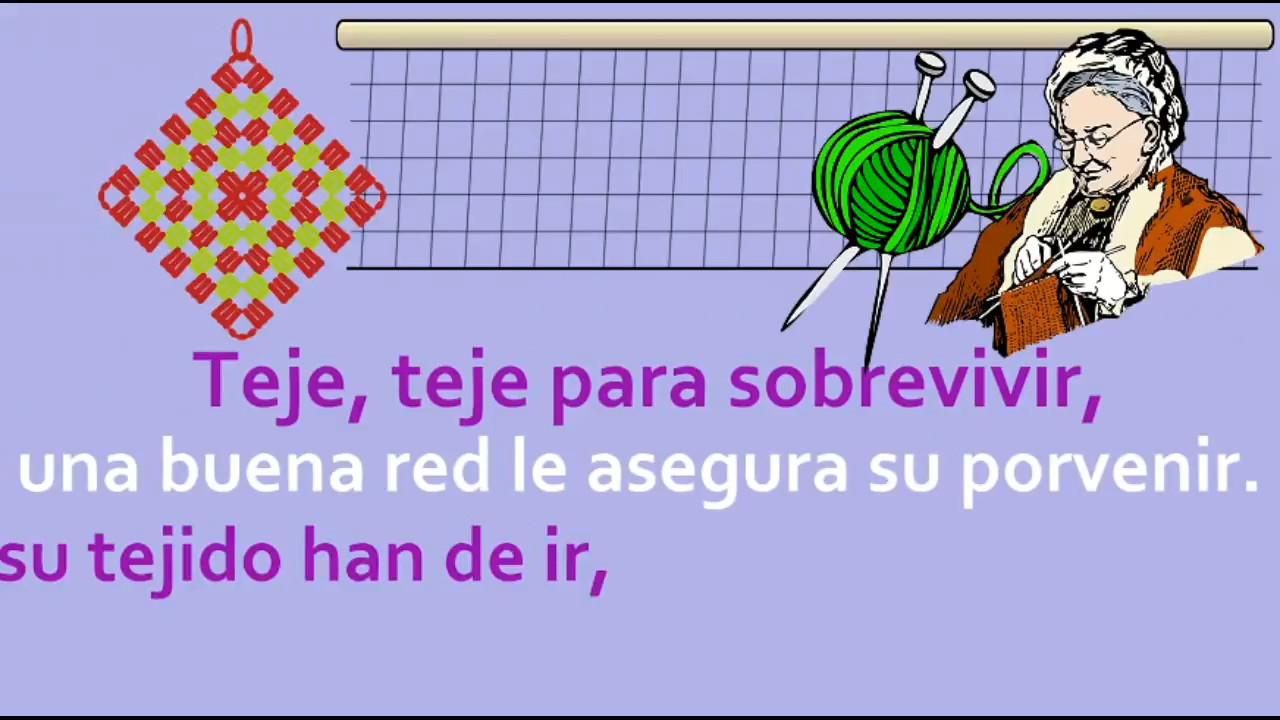 Teje, teje para sobrevivir,
una buena red le asegura su porvenir.
su tejido han de ir,